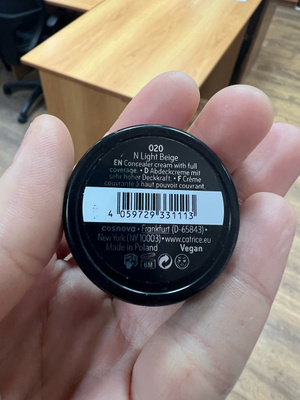 020
N Light Beige
EN Concealer cream with full
coverage. • D Abdeckcreme mit
sehr hoher Deckkraft. • F Crème
couvrante à haut pouvoir couvrant.
4 059729 331113
cosnova • Frankfurt (D-65843) •
New York (NY 10003) • www.catrice.eu
Made in Poland Vegan
6M